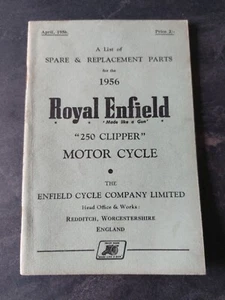 April, 1956.    Price 2/-
A List of
SPARE & REPLACEMENT PARTS
for the
1956
Royal Enfield
"Made like a Gun"
"250 CLIPPER"
MOTOR CYCLE
THE
ENFIELD CYCLE COMPANY LIMITED
Head Office & Works:
REDDITCH, WORCESTERSHIRE
ENGLAND